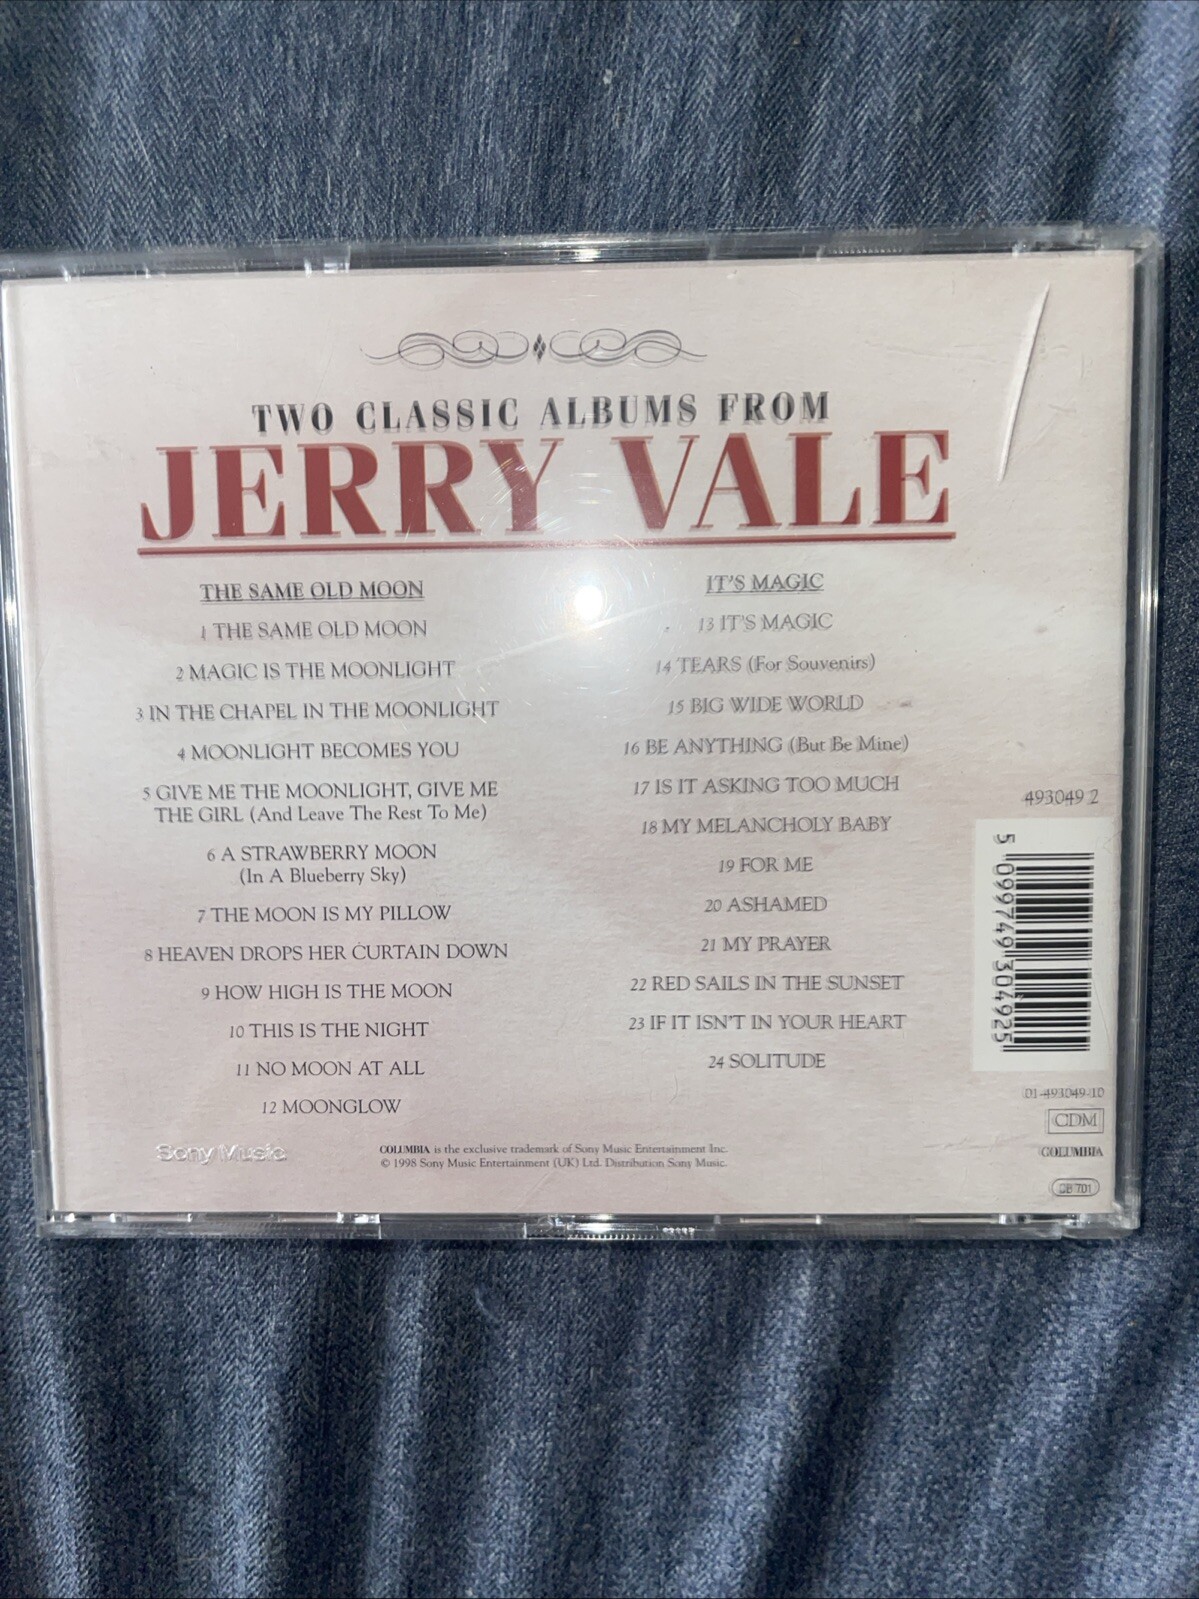 TWO CLASSIC ALBUMS FROM
JERRY VALE
THE SAME OLD MOON
1 THE SAME OLD MOON
2 MAGIC IS THE MOONLIGHT
3 IN THE CHAPEL IN THE MOONLIGHT
4 MOONLIGHT BECOMES YOU
5 GIVE ME THE MOONLIGHT, GIVE ME
THE GIRL (And Leave The Rest To Me)
6 A STRAWBERRY MOON
(In A Blueberry Sky)
7 THE MOON IS MY PILLOW
8 HEAVEN DROPS HER CURTAIN DOWN
9 HOW HIGH IS THE MOON
10 THIS IS THE NIGHT
11 NO MOON AT ALL
12 MOONGLOW
IT'S MAGIC
13 IT'S MAGIC
14 TEARS (For Souvenirs)
15 BIG WIDE WORLD
16 BE ANYTHING (But Be Mine)
17 IS IT ASKING TOO MUCH
18 MY MELANCHOLY BABY
19 FOR ME
20 ASHAMED
21 MY PRAYER
22 RED SAILS IN THE SUNSET
23 IF IT ISN'T IN YOUR HEART
24 SOLITUDE
493049 2
5 099749 304925
01-493049-10
CDM
COLUMBIA
CB 701
Sony Music
COLUMBIA is the exclusive trademark of Sony Music Entertainment Inc.
© 1998 Sony Music Entertainment (UK) Ltd. Distribution Sony Music.